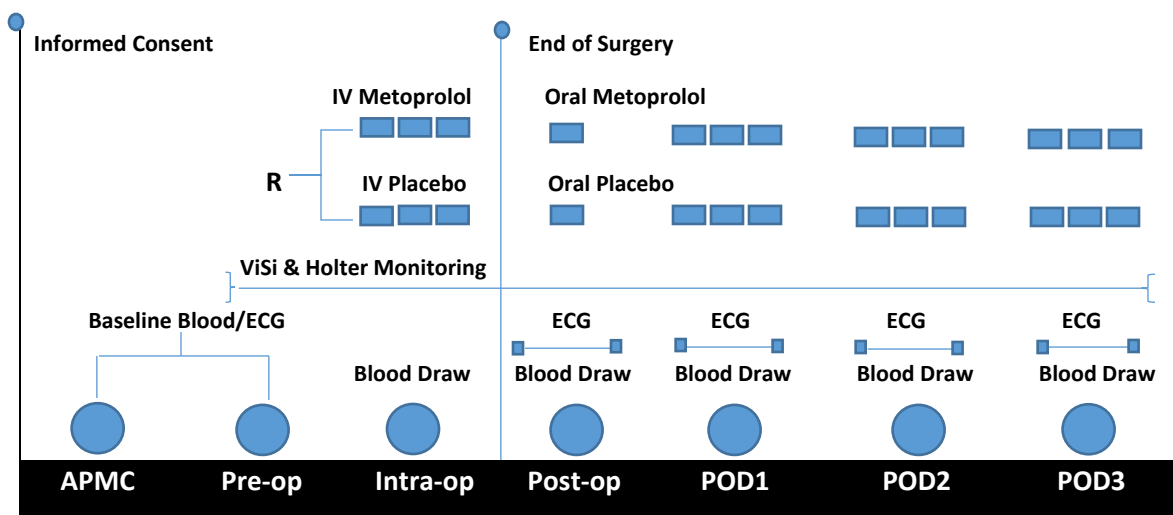 Informed Consent
End of Surgery
IV Metoprolol
Oral Metoprolol
R
IV Placebo
Oral Placebo
ViSi & Holter Monitoring
Baseline Blood/ECG
ECG
ECG
ECG
ECG
Blood Draw
Blood Draw
Blood Draw
Blood Draw
Blood Draw
APMC
Pre-op
Intra-op
Post-op
POD1
POD2
POD3